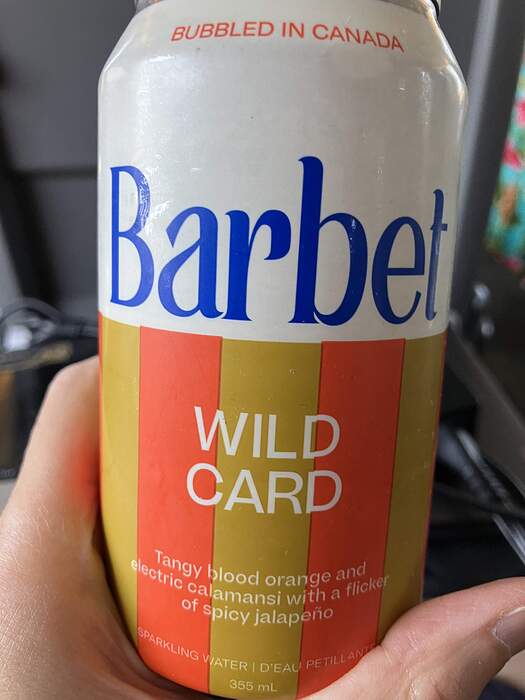 BUBBLED IN CANADA
Barbet
WILD
CARD
Tangy blood orange and
electric calamansi with a flicker
of spicy jalapeño
SPARKLING WATER | D'EAU PETILLANTE
355 mL